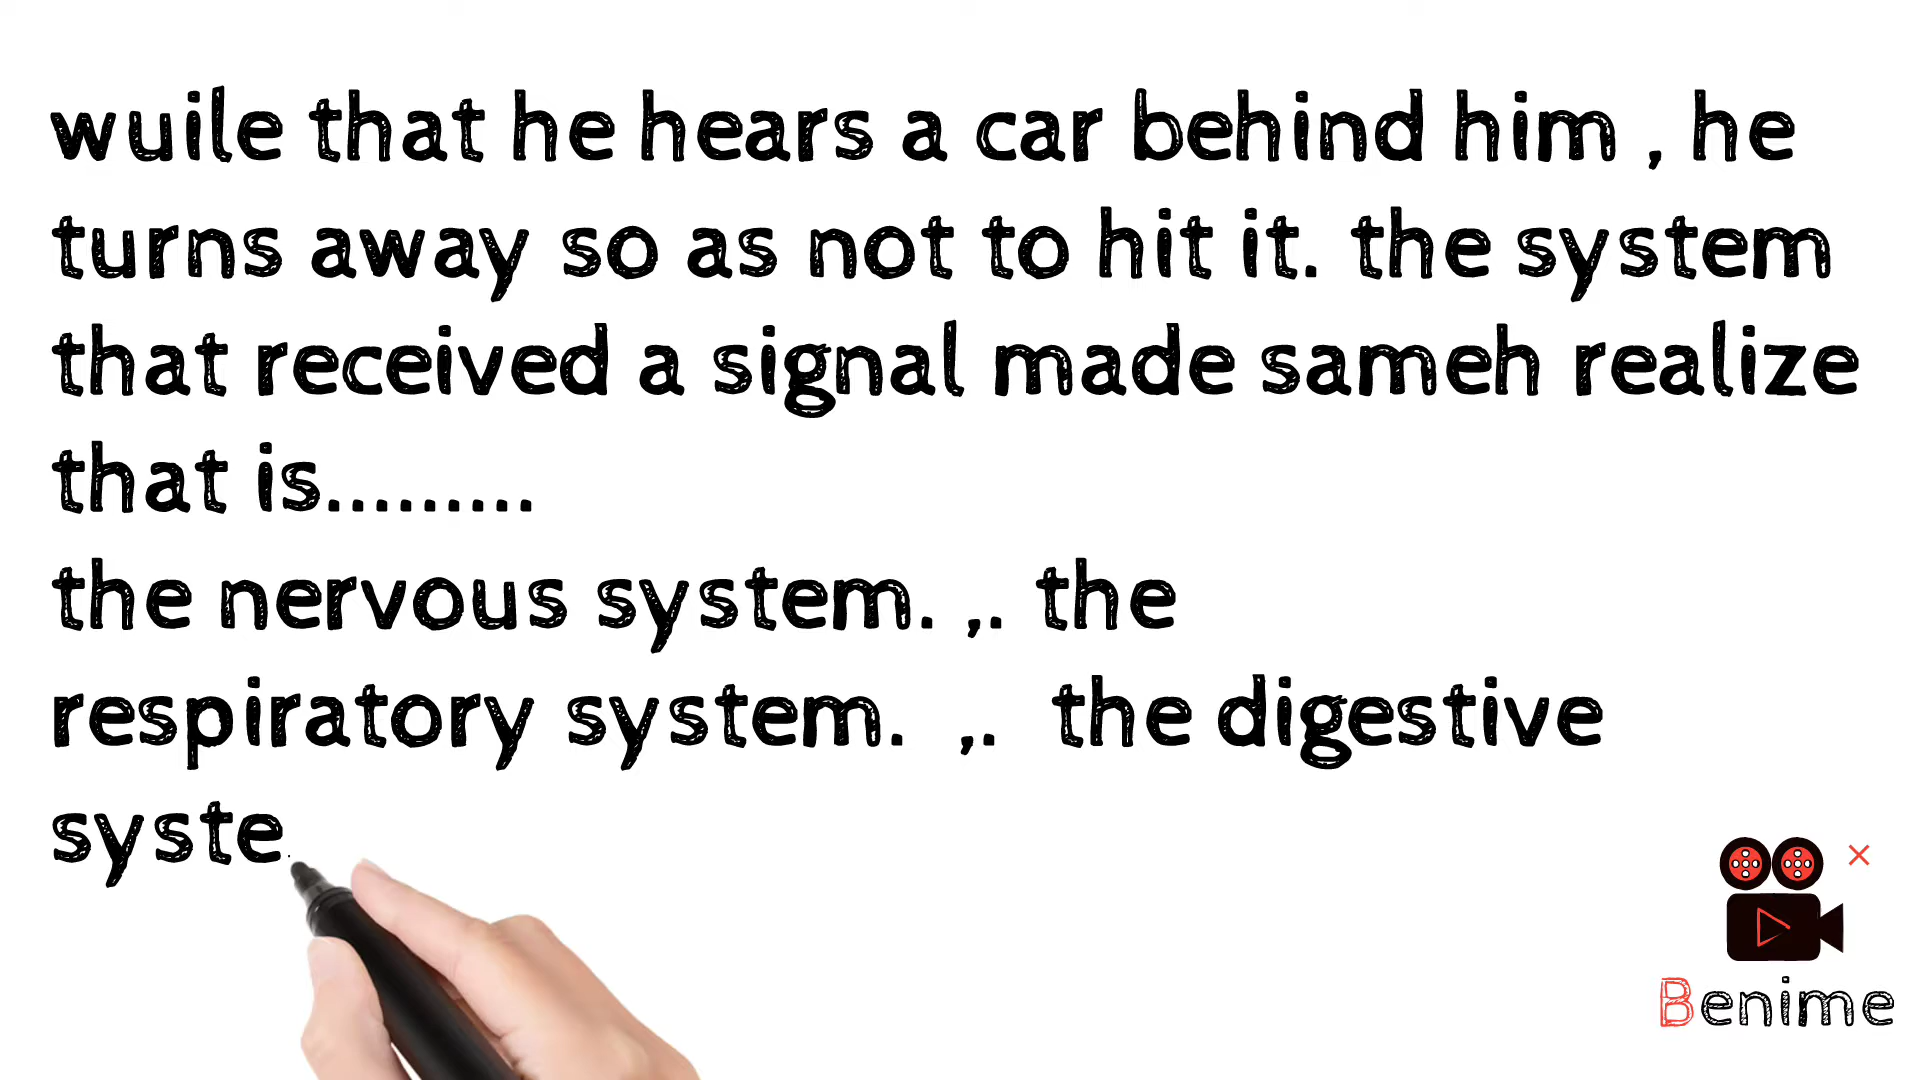 wuile that he hears a car behind him , he
turns away so as not to hit it. the system
that received a signal made sameh realize
that is.........
the nervous system. ,. the
respiratory system. ,. the digestive
syste
Benime